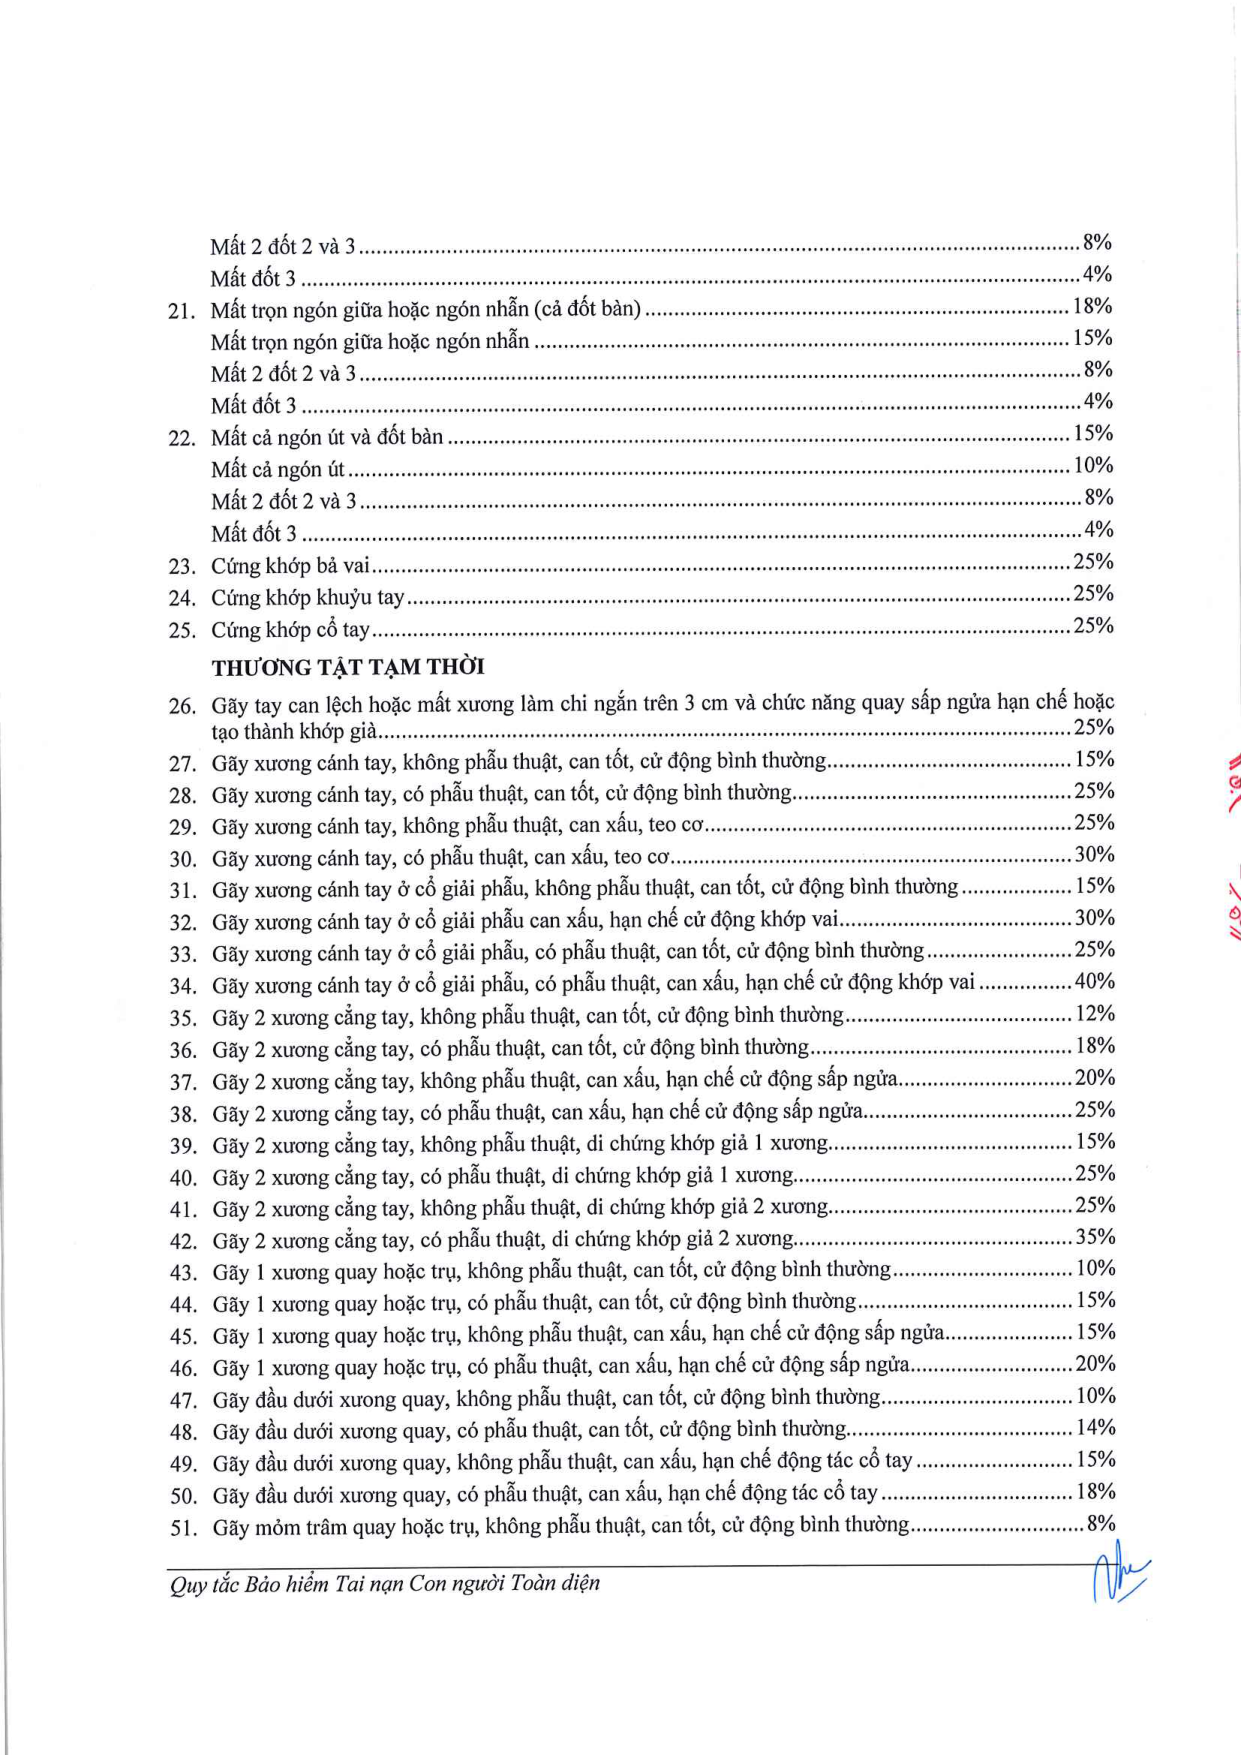 Mất 2 đốt 2 và 3 8%
Mất đốt 3 4%
21. Mất trọn ngón giữa hoặc ngón nhẫn (cả đốt bàn) 18%
Mất trọn ngón giữa hoặc ngón nhẫn 15%
Mất 2 đốt 2 và 3 8%
Mất đốt 3 4%
22. Mất cả ngón út và đốt bàn 15%
Mất cả ngón út 10%
Mất 2 đốt 2 và 3 8%
Mất đốt 3 4%
23. Cứng khớp bả vai 25%
24. Cứng khớp khuỷu tay 25%
25. Cứng khớp cổ tay 25%
THƯƠNG TẬT TẠM THỜI
26. Gãy tay can lệch hoặc mất xương làm chi ngắn trên 3 cm và chức năng quay sấp ngửa hạn chế hoặc
tạo thành khớp già 25%
27. Gãy xương cánh tay, không phẫu thuật, can tốt, cử động bình thường 15%
28. Gãy xương cánh tay, có phẫu thuật, can tốt, cử động bình thường 25%
29. Gãy xương cánh tay, không phẫu thuật, can xấu, teo cơ 25%
30. Gãy xương cánh tay, có phẫu thuật, can xấu, teo cơ 30%
31. Gãy xương cánh tay ở cổ giải phẫu, không phẫu thuật, can tốt, cử động bình thường 15%
32. Gãy xương cánh tay ở cổ giải phẫu can xấu, hạn chế cử động khớp vai 30%
33. Gãy xương cánh tay ở cổ giải phẫu, có phẫu thuật, can tốt, cử động bình thường 25%
34. Gãy xương cánh tay ở cổ giải phẫu, có phẫu thuật, can xấu, hạn chế cử động khớp vai 40%
35. Gãy 2 xương cẳng tay, không phẫu thuật, can tốt, cử động bình thường 12%
36. Gãy 2 xương cẳng tay, có phẫu thuật, can tốt, cử động bình thường 18%
37. Gãy 2 xương cẳng tay, không phẫu thuật, can xấu, hạn chế cử động sấp ngửa 20%
38. Gãy 2 xương cẳng tay, có phẫu thuật, can xấu, hạn chế cử động sấp ngửa 25%
39. Gãy 2 xương cẳng tay, không phẫu thuật, di chứng khớp giả 1 xương 15%
40. Gãy 2 xương cẳng tay, có phẫu thuật, di chứng khớp giả 1 xương 25%
41. Gãy 2 xương cẳng tay, không phẫu thuật, di chứng khớp giả 2 xương 25%
42. Gãy 2 xương cẳng tay, có phẫu thuật, di chứng khớp giả 2 xương 35%
43. Gãy 1 xương quay hoặc trụ, không phẫu thuật, can tốt, cử động bình thường 10%
44. Gãy 1 xương quay hoặc trụ, có phẫu thuật, can tốt, cử động bình thường 15%
45. Gãy 1 xương quay hoặc trụ, không phẫu thuật, can xấu, hạn chế cử động sấp ngửa 15%
46. Gãy 1 xương quay hoặc trụ, có phẫu thuật, can xấu, hạn chế cử động sấp ngửa 20%
47. Gãy đầu dưới xương quay, không phẫu thuật, can tốt, cử động bình thường 10%
48. Gãy đầu dưới xương quay, có phẫu thuật, can tốt, cử động bình thường 14%
49. Gãy đầu dưới xương quay, không phẫu thuật, can xấu, hạn chế động tác cổ tay 15%
50. Gãy đầu dưới xương quay, có phẫu thuật, can xấu, hạn chế động tác cổ tay 18%
51. Gãy mỏm trâm quay hoặc trụ, không phẫu thuật, can tốt, cử động bình thường 8%
Quy tắc Bảo hiểm Tai nạn Con người Toàn diện